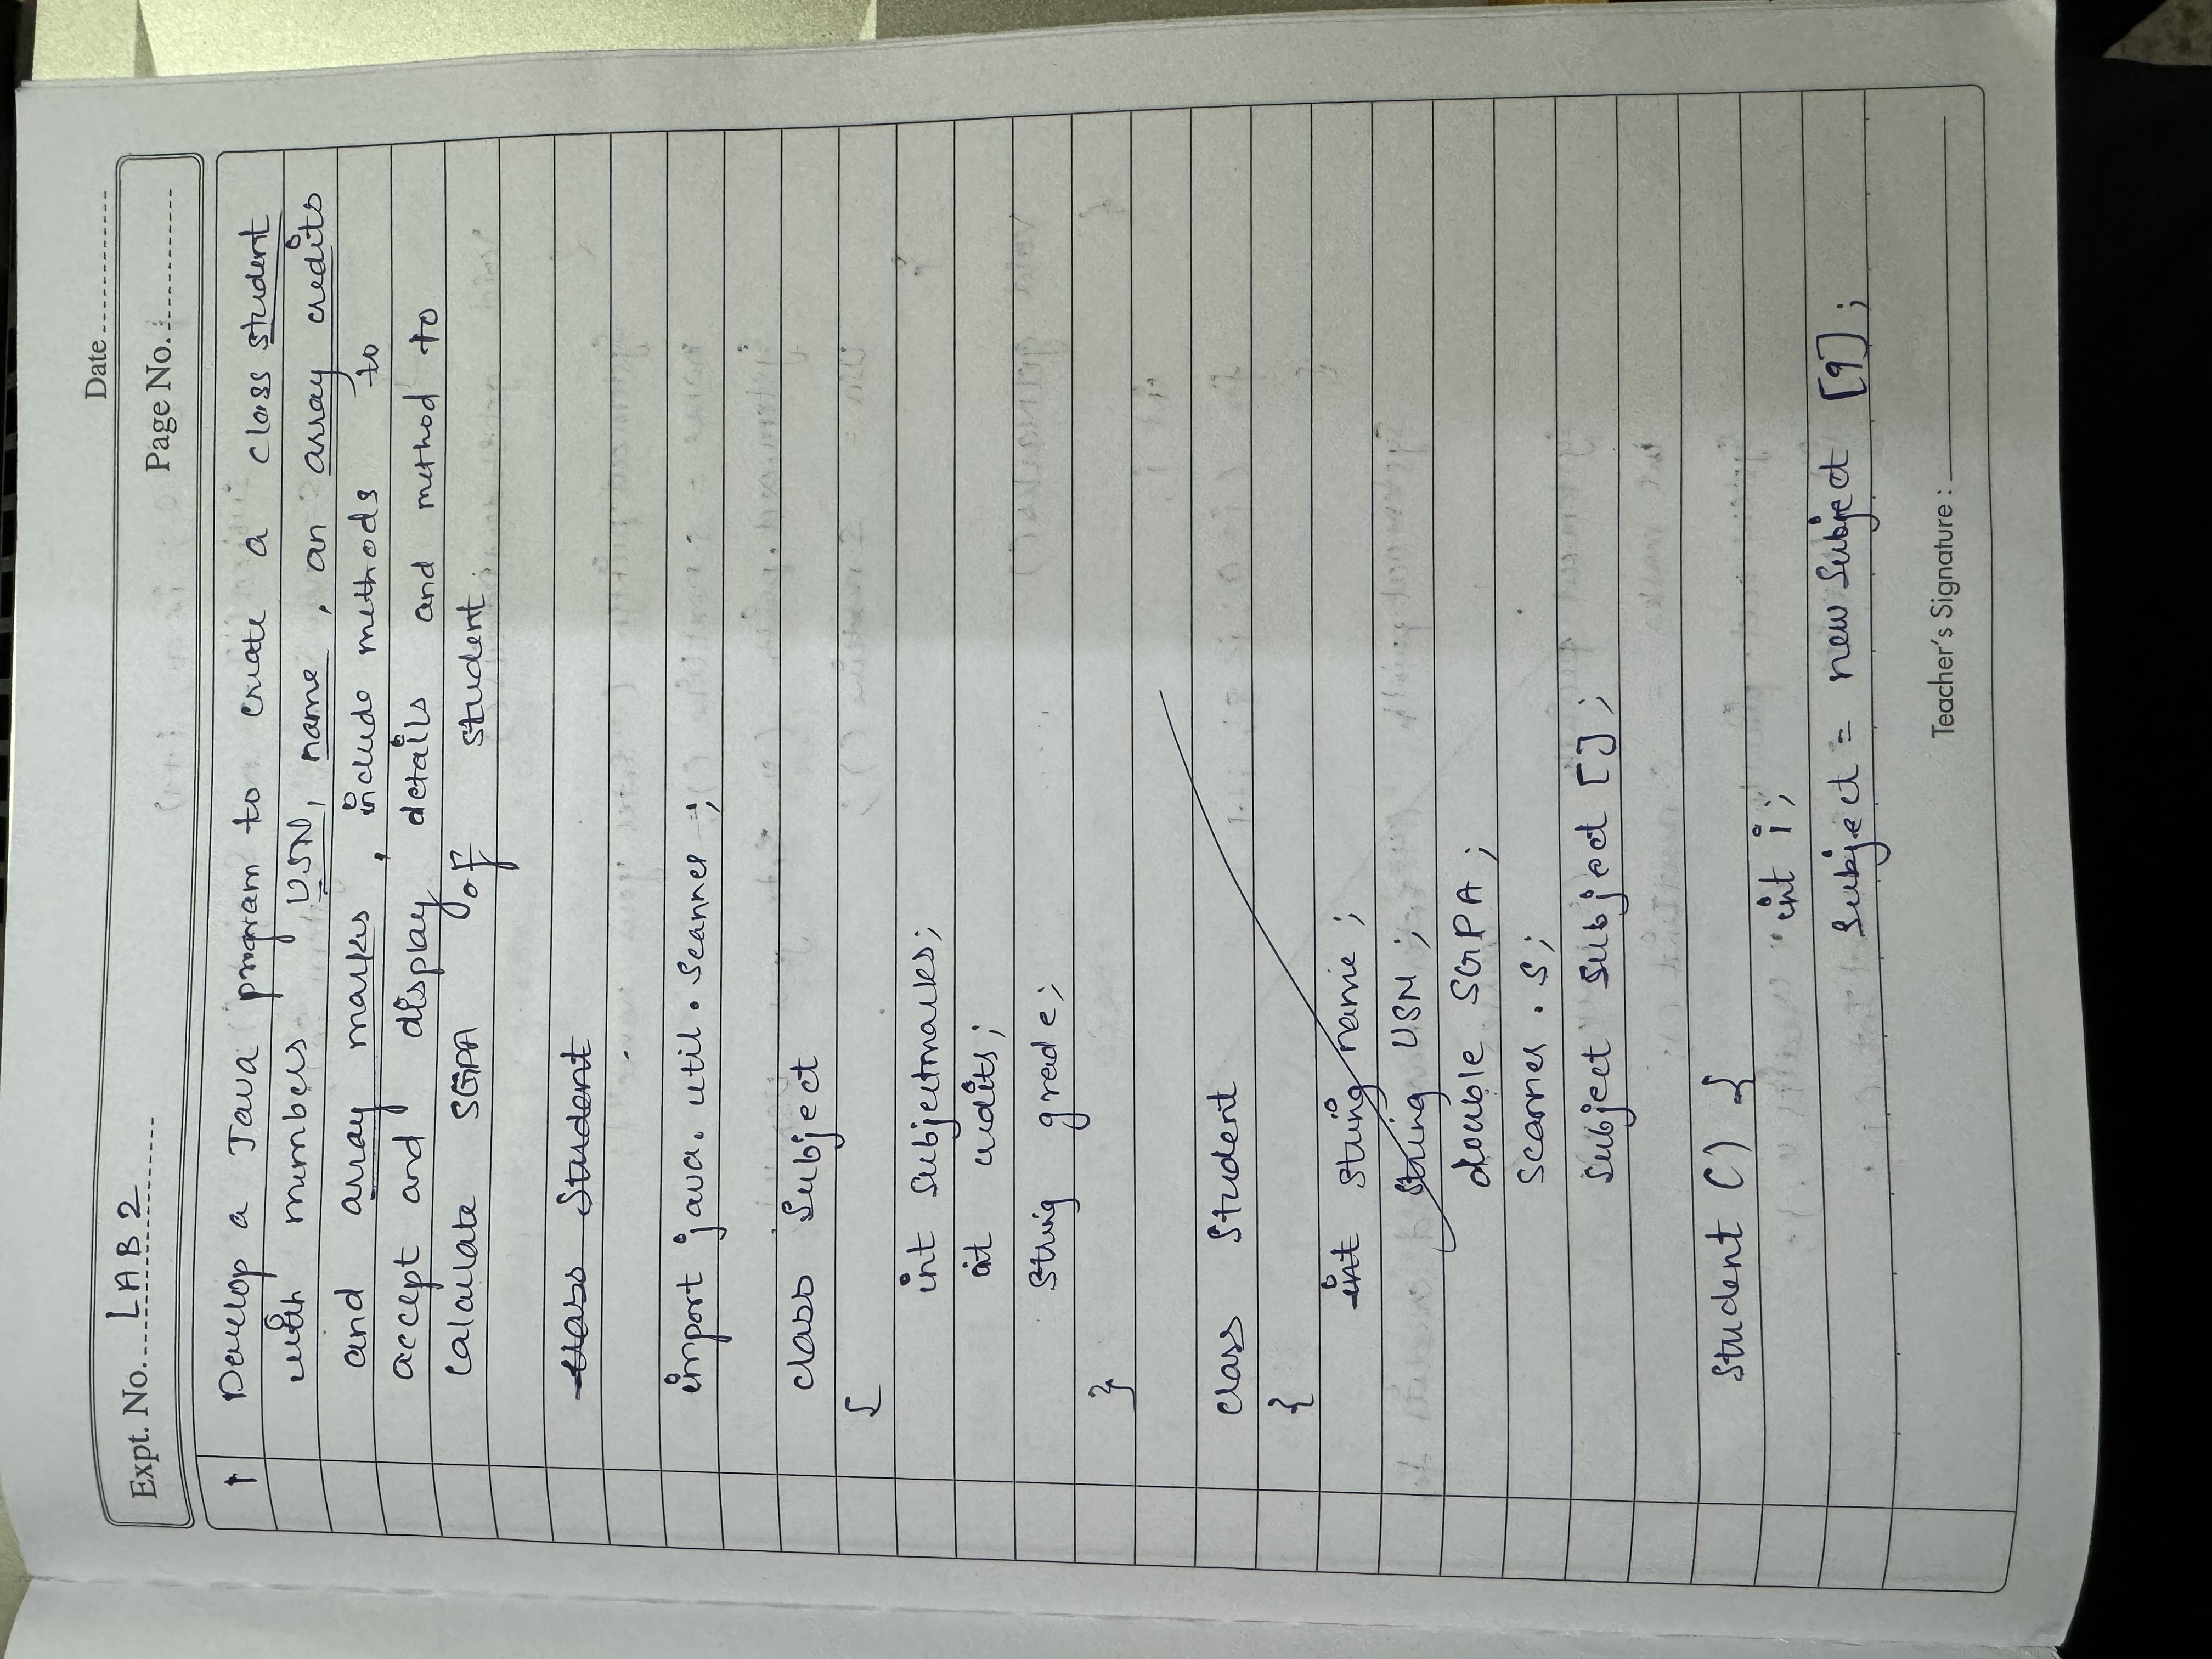 Date
Expt. No. LAB 2
Page No. :
1 Develop a Java program to create a class student
with members USN, name, an array credits
and array marks, include methods to
accept and display details and method to
calculate SGPA of student.
class Student
import java.util.Scanner ;
class Subject
{
int Subjectmarks;
int credits;
String grade;
}
class Student
{
int String name ;
String USN ;
double SGPA ;
Scanner . S;
Subject Subject [] ;
Student () {
int i ;
Subject = new Subject [9] ;
Teacher's Signature :